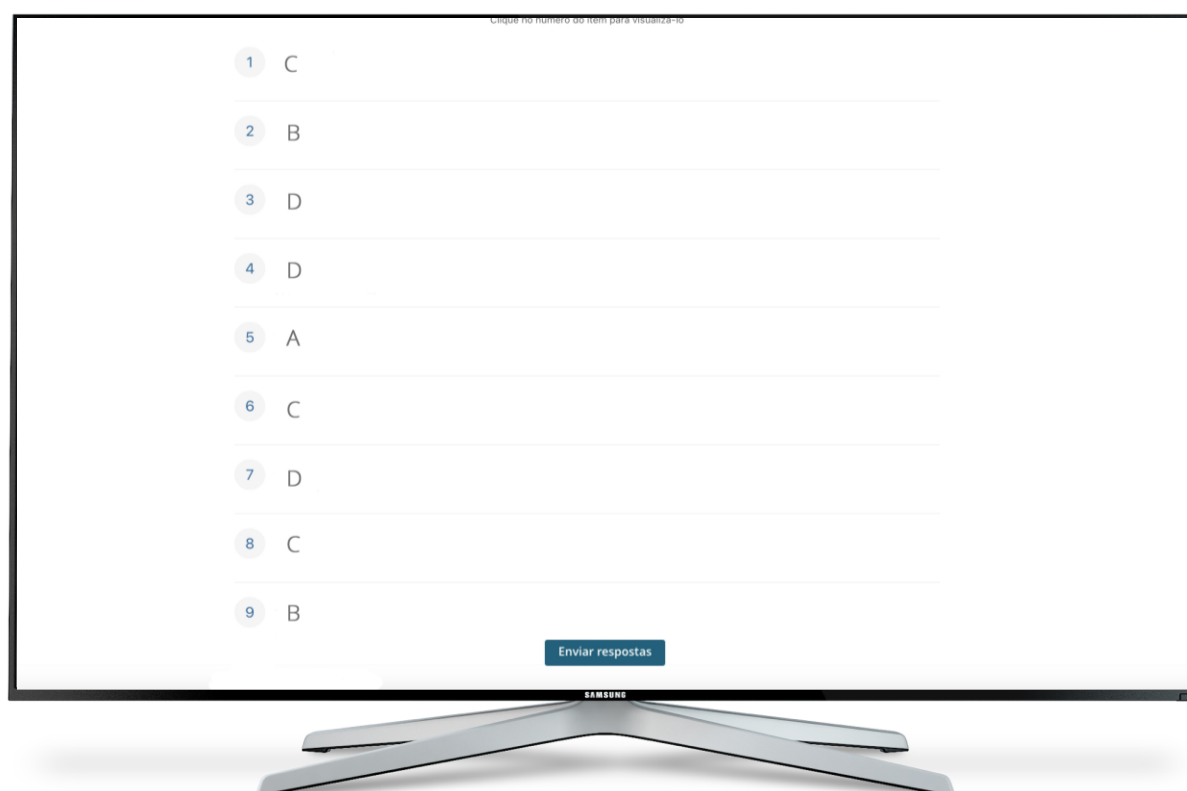 Clique no número do item para visualizá-lo
1 C
2 B
3 D
4 D
5 A
6 C
7 D
8 C
9 B
Enviar respostas
SAMSUNG